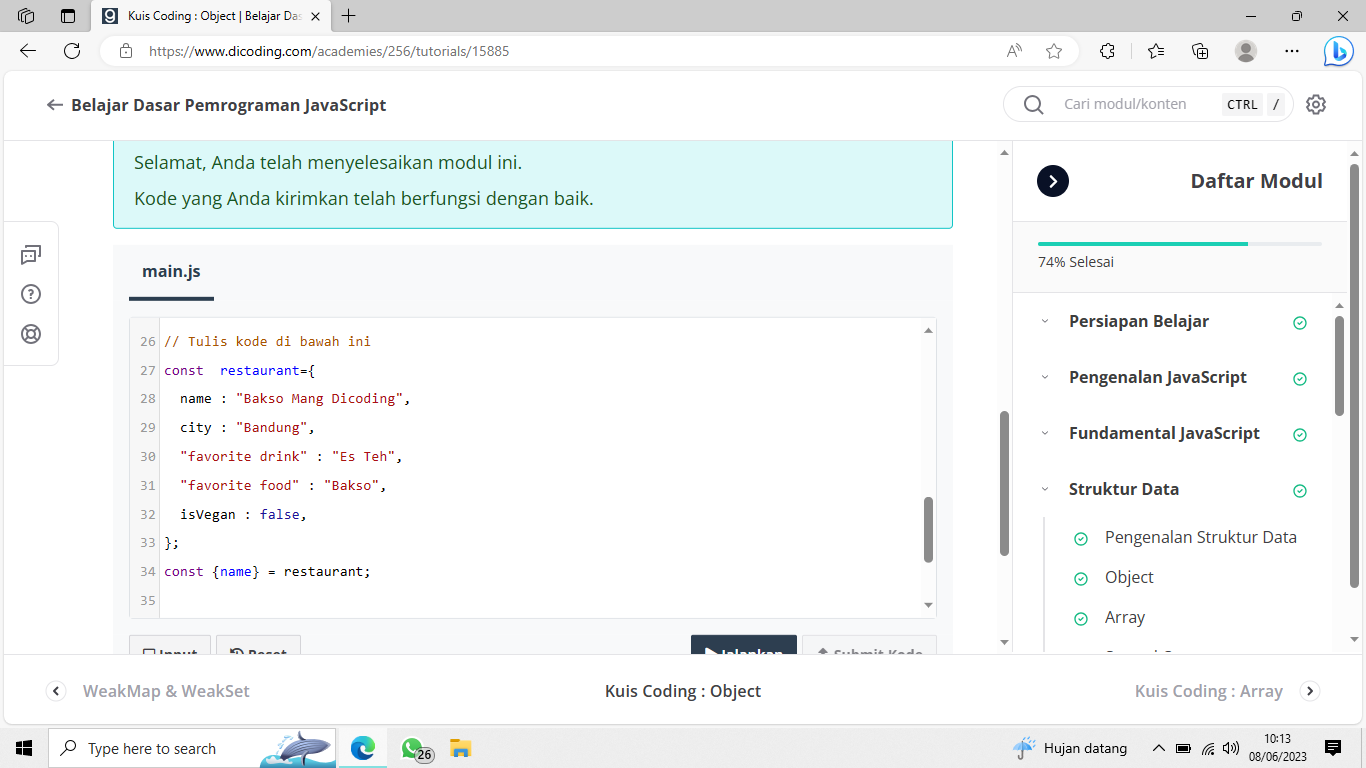 Kuis Coding : Object | Belajar Das
https://www.dicoding.com/academies/256/tutorials/15885
Belajar Dasar Pemrograman JavaScript
Cari modul/konten CTRL /
Selamat, Anda telah menyelesaikan modul ini.
Kode yang Anda kirimkan telah berfungsi dengan baik.
main.js
26 // Tulis kode di bawah ini
27 const  restaurant={
28   name : "Bakso Mang Dicoding",
29   city : "Bandung",
30   "favorite drink" : "Es Teh",
31   "favorite food" : "Bakso",
32   isVegan : false,
33 };
34 const {name} = restaurant;
35
Input Reset Jalankan Submit Kode
Daftar Modul
74% Selesai
Persiapan Belajar
Pengenalan JavaScript
Fundamental JavaScript
Struktur Data
Pengenalan Struktur Data
Object
Array
WeakMap & WeakSet Kuis Coding : Object Kuis Coding : Array
Type here to search 26 Hujan datang 10:13
08/06/2023